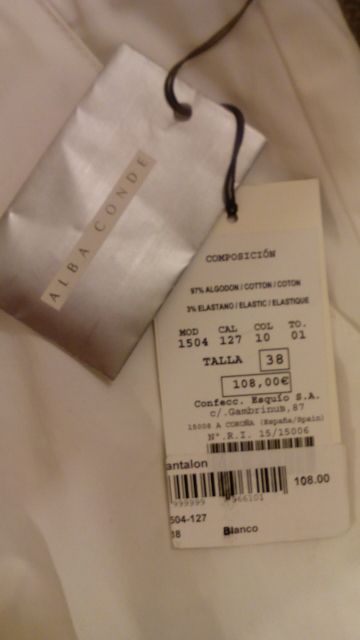 ALBA CONDE
COMPOSICIÓN
97% ALGODON / COTTON / COTON
3% ELASTANO / ELASTIC / ELASTIQUE
MOD CAL COL TO.
1504 127 10 01
TALLA 38
108,00€
Confecc. Esquío S.A.
c/.Gambrinus,87
15008 A CORUÑA (España/Spain)
Nº.R.I. 15/15006
antalon
108.00
999999 966101
504-127
38 Blanco